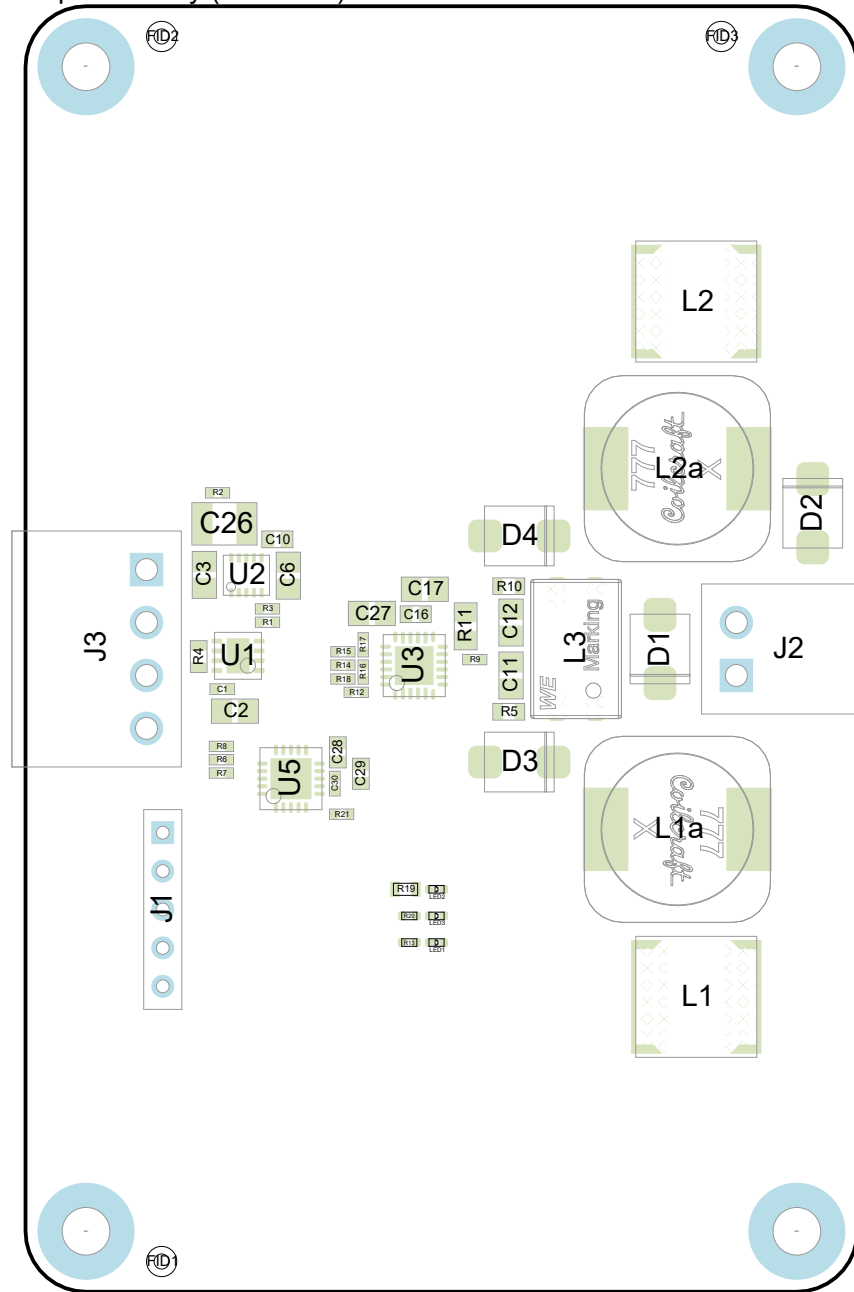 FID2
FID3
L2
777
Coilcraft
X
L2a
R2
C26
C10
D4
D2
C3
U2
C6
C17
R10
C27
C16
R3
R1
R11
C12
L3
Marking
WE
D1
J2
J3
R4
U1
R15
R17
R14
R16
R18
R12
U3
R9
C11
C1
C2
R5
R8
R6
R7
U5
C28
C29
C30
D3
R21
X
777
Coilcraft
L1a
J1
R19
LED2
R20
LED3
R13
LED1
L1
FID1